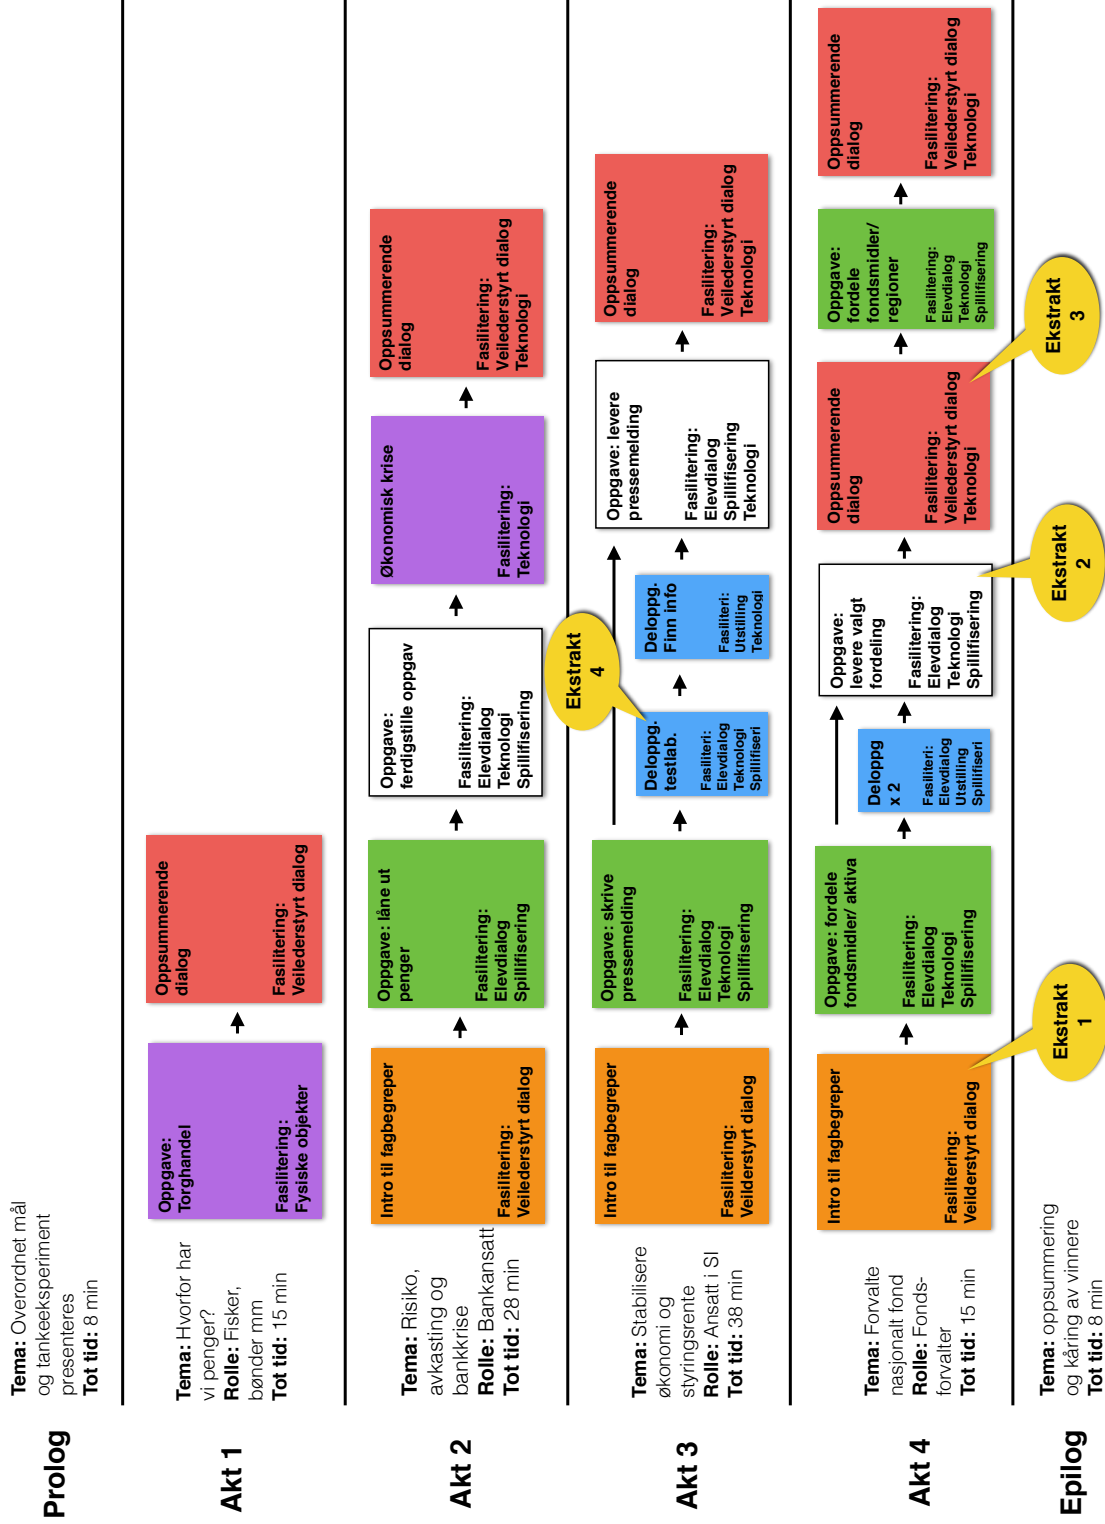 Prolog
Tema: Overordnet mål
og tankeeksperiment
presenteres
Tot tid: 8 min
Akt 1
Tema: Hvorfor har
vi penger?
Rolle: Fisker,
bønder mm
Tot tid: 15 min
Oppgave:
Torghandel
Fasilitering:
Fysiske objekter
Oppsummerende
dialog
Fasilitering:
Veilederstyrt dialog
Akt 2
Tema: Risiko,
avkasting og
bankkrise
Rolle: Bankansatt
Tot tid: 28 min
Intro til fagbegreper
Fasilitering:
Veilederstyrt dialog
Oppgave: låne ut
penger
Fasilitering:
Elevdialog
Spillifisering
Oppgave:
ferdigstille oppgav
Fasilitering:
Elevdialog
Teknologi
Spillifisering
Økonomisk krise
Fasilitering:
Teknologi
Oppsummerende
dialog
Fasilitering:
Veilederstyrt dialog
Teknologi
Akt 3
Tema: Stabilisere
økonomi og
styringsrente
Rolle: Ansatt i SI
Tot tid: 38 min
Intro til fagbegreper
Fasilitering:
Veilderstyrt dialog
Oppgave: skrive
pressemelding
Fasilitering:
Elevdialog
Teknologi
Spillifisering
Deloppg.
testlab.
Fasiliteri:
Elevdialog
Teknologi
Spillifiseri
Ekstrakt
4
Deloppg.
Finn info
Fasiliteri:
Utstilling
Teknologi
Oppgave: levere
pressemelding
Fasilitering:
Elevdialog
Spillifisering
Teknologi
Oppsummerende
dialog
Fasilitering:
Veilederstyrt dialog
Teknologi
Akt 4
Tema: Forvalte
nasjonalt fond
Rolle: Fonds-
forvalter
Tot tid: 15 min
Intro til fagbegreper
Fasilitering:
Veilderstyrt dialog
Ekstrakt
1
Oppgave: fordele
fondsmidler/ aktiva
Fasilitering:
Elevdialog
Teknologi
Spillifisering
Deloppg
x 2
Fasiliteri:
Elevdialog
Utstilling
Spillifiseri
Oppgave:
levere valgt
fordeling
Fasilitering:
Elevdialog
Teknologi
Spillifisering
Ekstrakt
2
Oppsummerende
dialog
Fasilitering:
Veilederstyrt dialog
Teknologi
Ekstrakt
3
Oppgave:
fordele
fondsmidler/
regioner
Fasilitering:
Elevdialog
Teknologi
Spillifisering
Oppsummerende
dialog
Fasilitering:
Veilederstyrt dialog
Teknologi
Epilog
Tema: oppsummering
og kåring av vinnere
Tot tid: 8 min